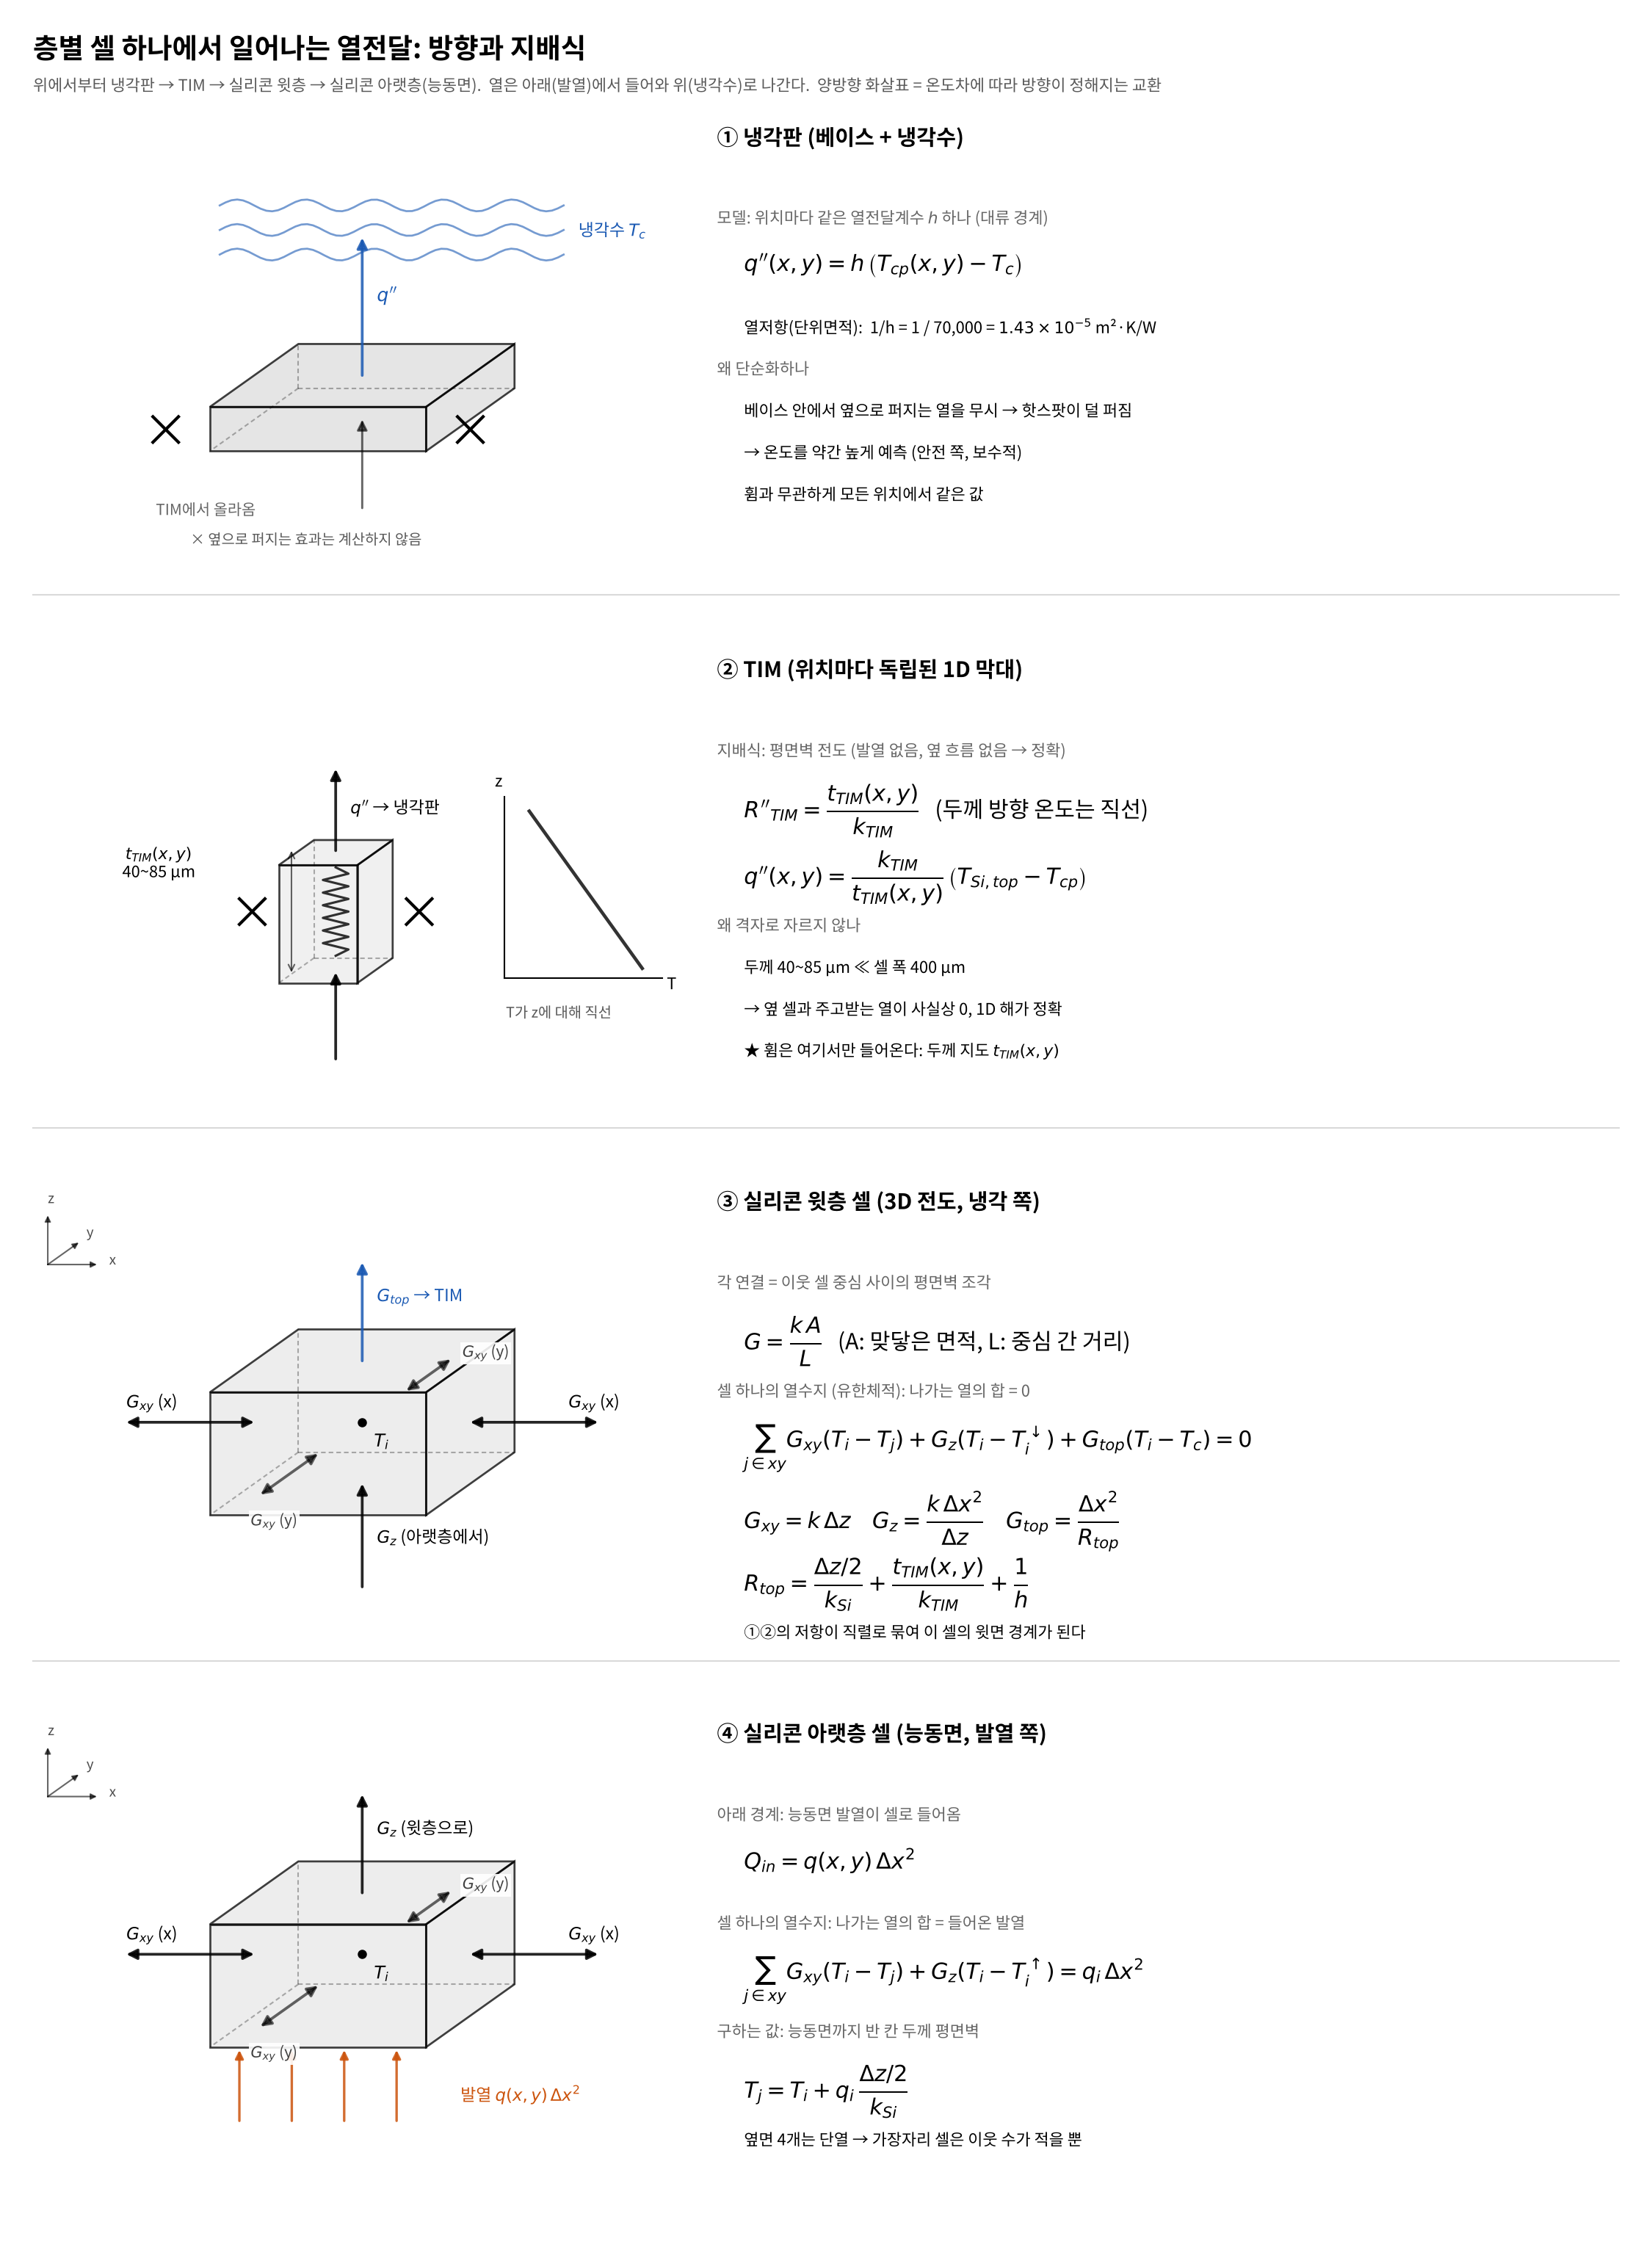 층별 셀 하나에서 일어나는 열전달: 방향과 지배식
위에서부터 냉각판 → TIM → 실리콘 윗층 → 실리콘 아랫층(능동면).  열은 아래(발열)에서 들어와 위(냉각수)로 나간다.  양방향 화살표 = 온도차에 따라 방향이 정해지는 교환
① 냉각판 (베이스 + 냉각수)
냉각수 T_c
q″
TIM에서 올라옴
× 옆으로 퍼지는 효과는 계산하지 않음
모델: 위치마다 같은 열전달계수 h 하나 (대류 경계)
q″(x, y) = h (T_cp(x, y) − T_c)
열저항(단위면적):  1/h = 1 / 70,000 = 1.43 × 10⁻⁵ m²·K/W
왜 단순화하나
베이스 안에서 옆으로 퍼지는 열을 무시 → 핫스팟이 덜 퍼짐
→ 온도를 약간 높게 예측 (안전 쪽, 보수적)
휨과 무관하게 모든 위치에서 같은 값
② TIM (위치마다 독립된 1D 막대)
q″ → 냉각판
t_TIM(x, y)
40~85 µm
z
T
T가 z에 대해 직선
지배식: 평면벽 전도 (발열 없음, 옆 흐름 없음 → 정확)
R″_TIM = t_TIM(x, y) / k_TIM (두께 방향 온도는 직선)
q″(x, y) = k_TIM / t_TIM(x, y) (T_Si,top − T_cp)
왜 격자로 자르지 않나
두께 40~85 µm ≪ 셀 폭 400 µm
→ 옆 셀과 주고받는 열이 사실상 0, 1D 해가 정확
★ 휨은 여기서만 들어온다: 두께 지도 t_TIM(x, y)
③ 실리콘 윗층 셀 (3D 전도, 냉각 쪽)
z
y
x
G_top → TIM
G_xy (y)
G_xy (x)
G_xy (x)
T_i
G_xy (y)
G_z (아랫층에서)
각 연결 = 이웃 셀 중심 사이의 평면벽 조각
G = k A / L (A: 맞닿은 면적, L: 중심 간 거리)
셀 하나의 열수지 (유한체적): 나가는 열의 합 = 0
∑_{j ∈ xy} G_xy(T_i − T_j) + G_z(T_i − T_i^↓) + G_top(T_i − T_c) = 0
G_xy = k Δz   G_z = k Δx² / Δz   G_top = Δx² / R_top
R_top = Δz/2 / k_Si + t_TIM(x, y) / k_TIM + 1 / h
①②의 저항이 직렬로 묶여 이 셀의 윗면 경계가 된다
④ 실리콘 아랫층 셀 (능동면, 발열 쪽)
z
y
x
G_z (윗층으로)
G_xy (y)
G_xy (x)
G_xy (x)
T_i
G_xy (y)
발열 q(x, y) Δx²
아래 경계: 능동면 발열이 셀로 들어옴
Q_in = q(x, y) Δx²
셀 하나의 열수지: 나가는 열의 합 = 들어온 발열
∑_{j ∈ xy} G_xy(T_i − T_j) + G_z(T_i − T_i^↑) = q_i Δx²
구하는 값: 능동면까지 반 칸 두께 평면벽
T_j = T_i + q_i Δz/2 / k_Si
옆면 4개는 단열 → 가장자리 셀은 이웃 수가 적을 뿐